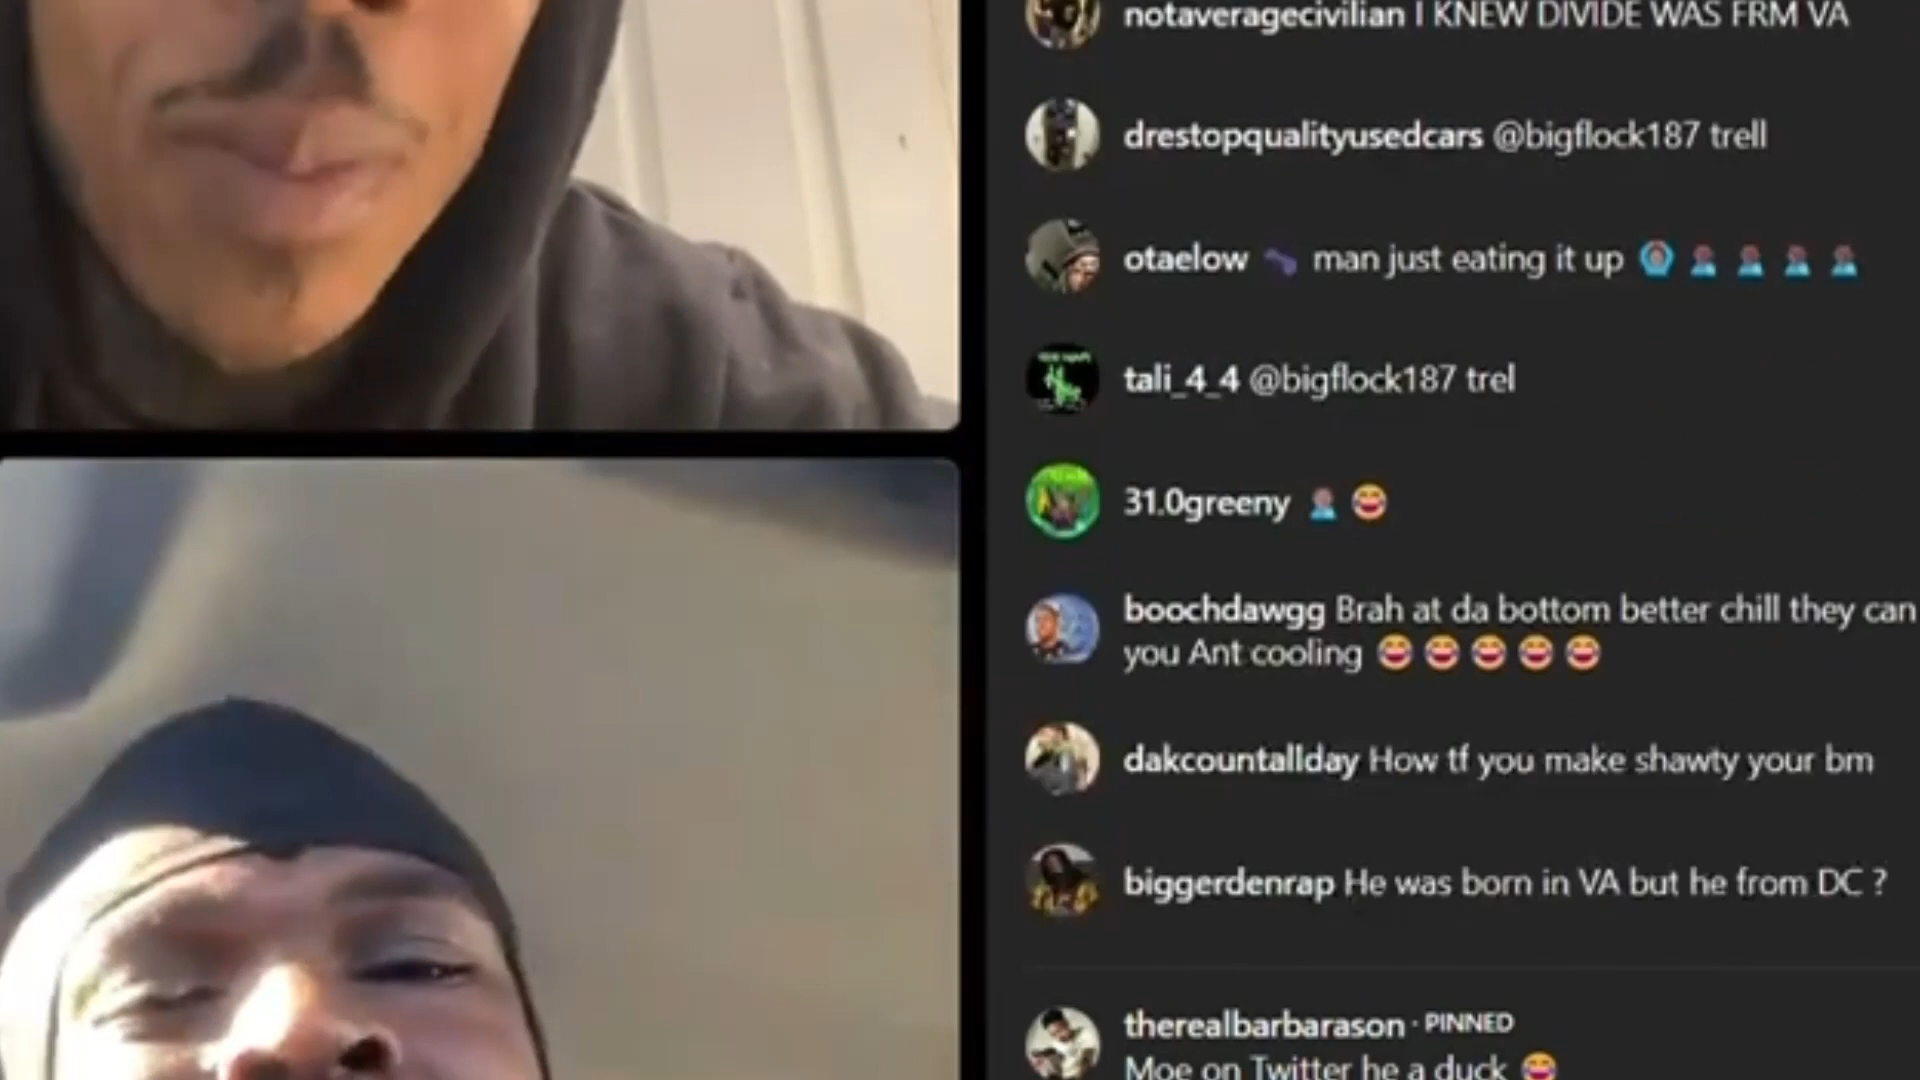 notaveragecivilian I KNEW DIVIDE WAS FRM VA
drestopqualityusedcars @bigflock187 trell
otaelow man just eating it up
tali_4_4 @bigflock187 trel
31.0greeny
boochdawgg Brah at da bottom better chill they can
you Ant cooling 😂😂😂😂😂
dakcountallday How tf you make shawty your bm
biggerdenrap He was born in VA but he from DC ?
therealbarbarason · PINNED
Moe on Twitter he a duck 😂